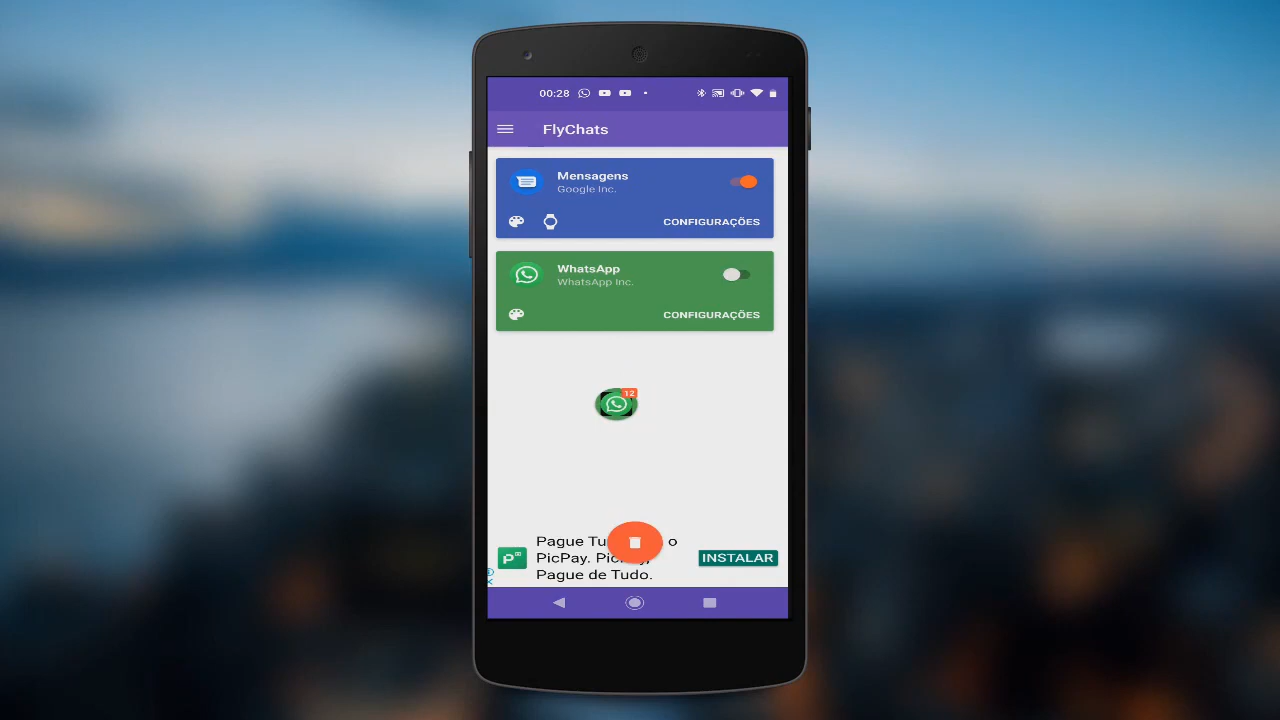 00:28
FlyChats
Mensagens
Google Inc.
CONFIGURAÇÕES
WhatsApp
WhatsApp Inc.
CONFIGURAÇÕES
12
Pague Tu o
PicPay. Pic
Pague de Tudo.
INSTALAR